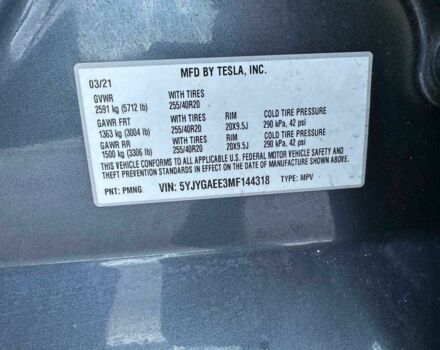 MFD BY TESLA, INC.
03/21
GVWR WITH TIRES
2591 kg (5712 lb) 255/40R20
GAWR FRT WITH TIRES RIM COLD TIRE PRESSURE
1363 kg (3004 lb) 255/40R20 20X9.5J 290 kPa, 42 psi
GAWR RR WITH TIRES RIM COLD TIRE PRESSURE
1500 kg (3306 lb) 255/40R20 20X9.5J 290 kPa, 42 psi
THIS VEHICLE CONFORMS TO ALL APPLICABLE U.S. FEDERAL MOTOR VEHICLE SAFETY AND
THEFT PREVENTION STANDARDS IN EFFECT ON THE DATE OF MANUFACTURE SHOWN ABOVE.
PNT: PMNG VIN: 5YJYGAEE3MF144318 TYPE: MPV